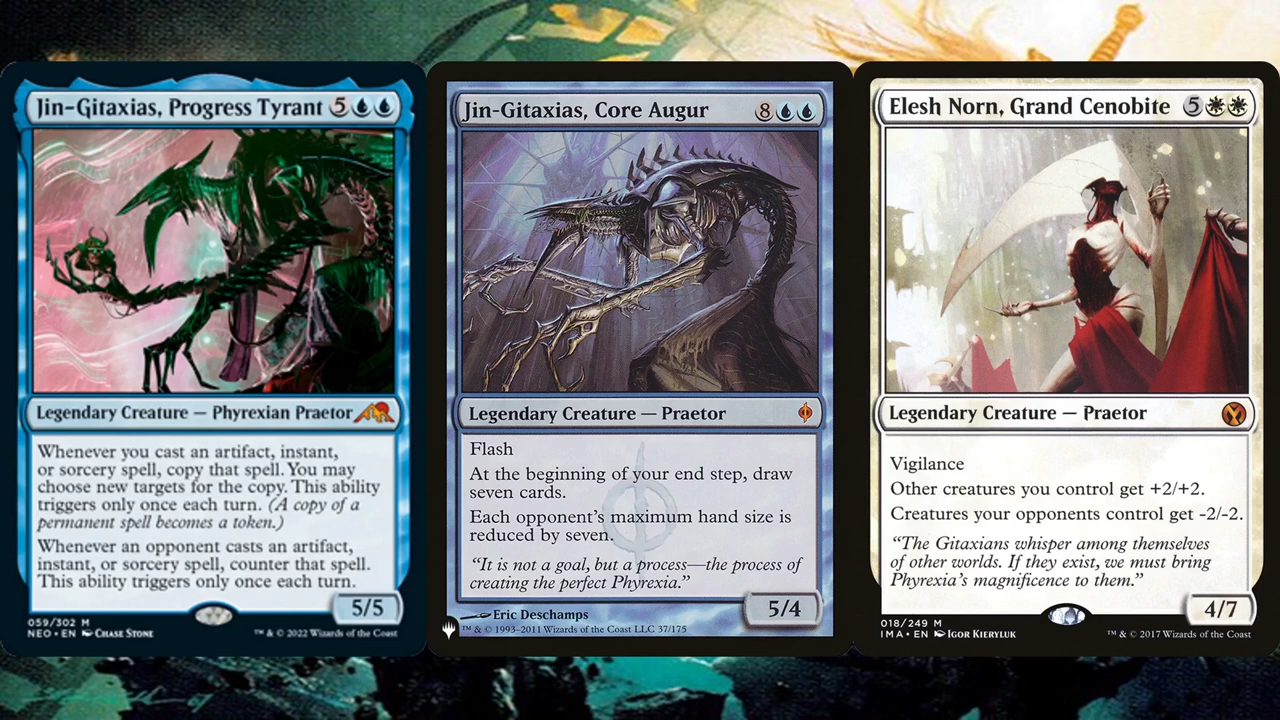 Jin-Gitaxias, Progress Tyrant 5
Legendary Creature — Phyrexian Praetor
Whenever you cast an artifact, instant,
or sorcery spell, copy that spell. You may
choose new targets for the copy. This ability
triggers only once each turn. (A copy of a
permanent spell becomes a token.)
Whenever an opponent casts an artifact,
instant, or sorcery spell, counter that spell.
This ability triggers only once each turn.
5/5
059/302 M
NEO • EN Chase Stone
™ & © 2022 Wizards of the Coast
Jin-Gitaxias, Core Augur 8
Legendary Creature — Praetor
Flash
At the beginning of your end step, draw
seven cards.
Each opponent's maximum hand size is
reduced by seven.
"It is not a goal, but a process—the process of
creating the perfect Phyrexia."
5/4
Eric Deschamps
™ & © 1993–2011 Wizards of the Coast LLC 37/175
Elesh Norn, Grand Cenobite 5
Legendary Creature — Praetor
Vigilance
Other creatures you control get +2/+2.
Creatures your opponents control get -2/-2.
"The Gitaxians whisper among themselves
of other worlds. If they exist, we must bring
Phyrexia's magnificence to them."
4/7
018/249 M
IMA • EN Igor Kieryluk
™ & © 2017 Wizards of the Coast